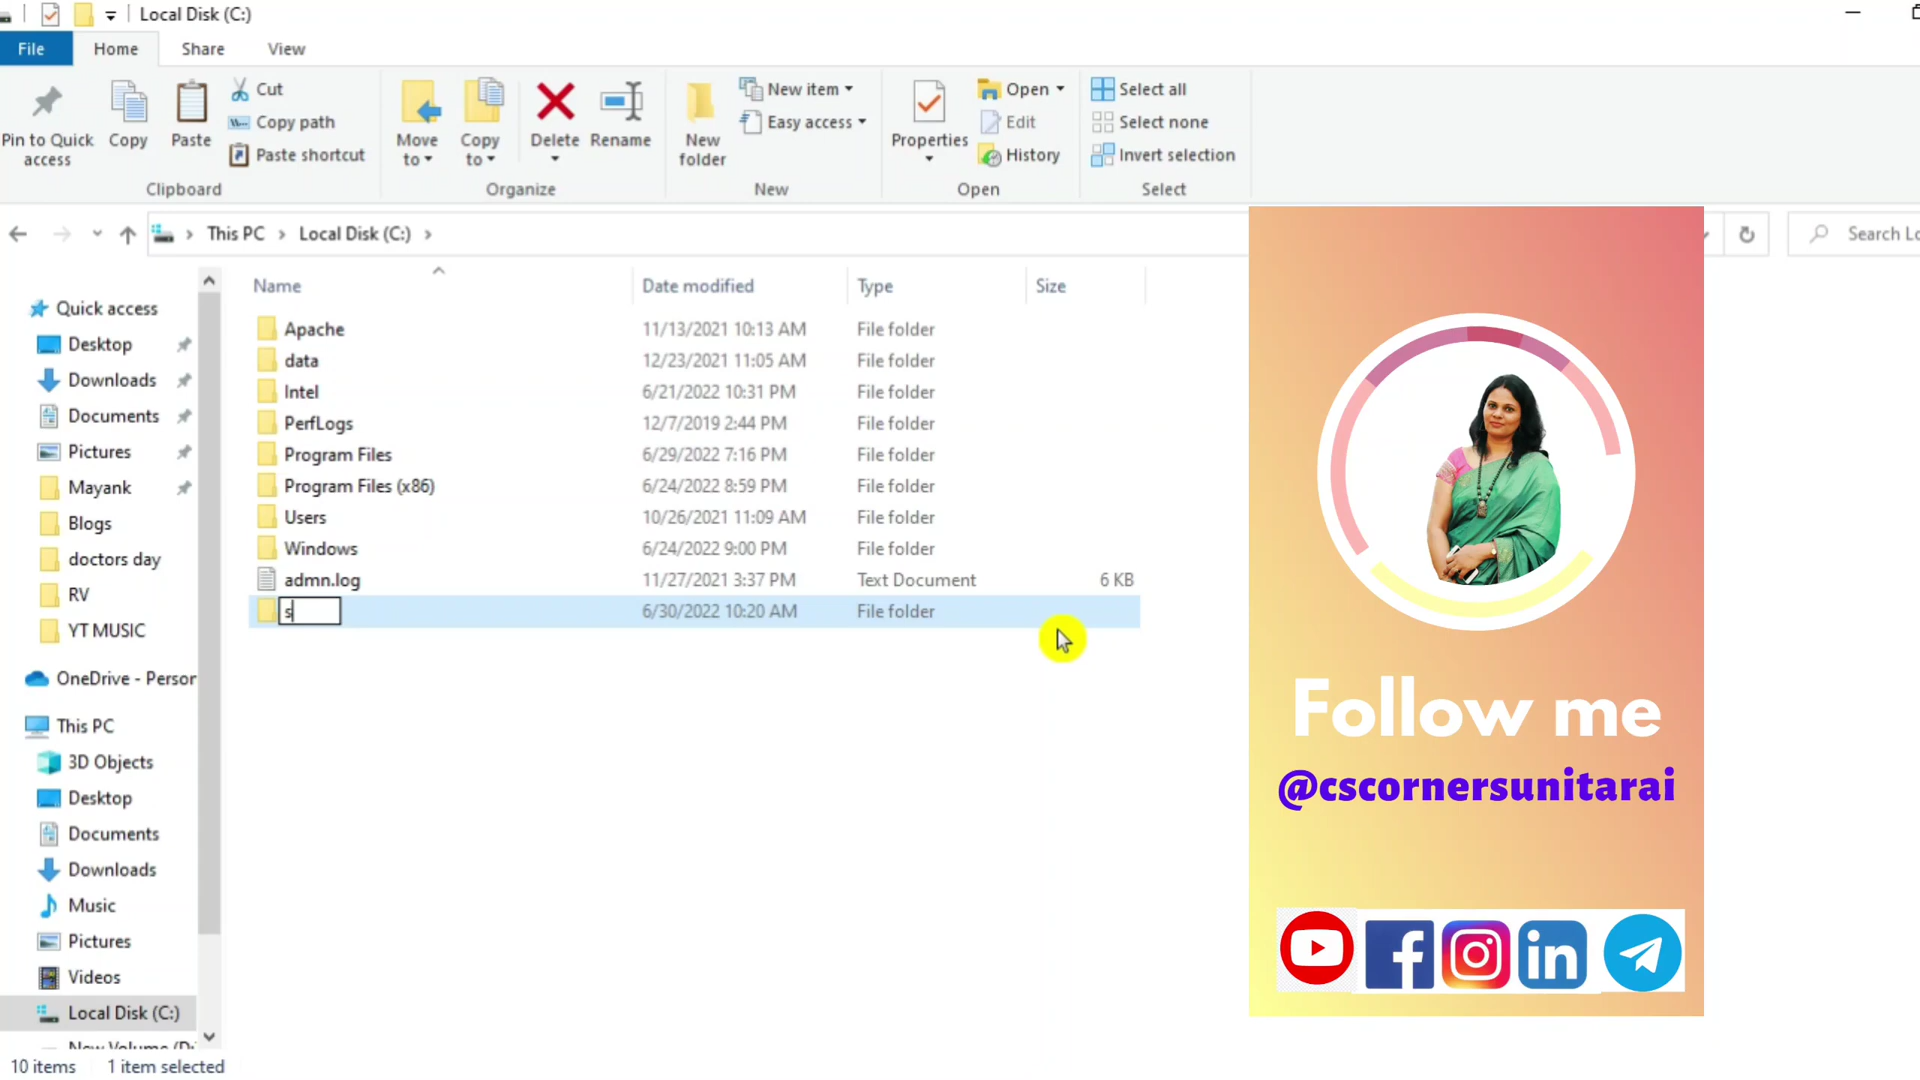 Local Disk (C:)
File Home Share View
Pin to Quick access
Copy
Paste
Cut
Copy path
Paste shortcut
Clipboard
Move to
Copy to
Delete
Rename
Organize
New folder
New item
Easy access
New
Properties
Open
Edit
History
Open
Select all
Select none
Invert selection
Select
This PC > Local Disk (C:) >
Search Lo
Quick access
Desktop
Downloads
Documents
Pictures
Mayank
Blogs
doctors day
RV
YT MUSIC
OneDrive - Person
This PC
3D Objects
Desktop
Documents
Downloads
Music
Pictures
Videos
Local Disk (C:)
New Volume (D:
Name Date modified Type Size
Apache 11/13/2021 10:13 AM File folder
data 12/23/2021 11:05 AM File folder
Intel 6/21/2022 10:31 PM File folder
PerfLogs 12/7/2019 2:44 PM File folder
Program Files 6/29/2022 7:16 PM File folder
Program Files (x86) 6/24/2022 8:59 PM File folder
Users 10/26/2021 11:09 AM File folder
Windows 6/24/2022 9:00 PM File folder
admn.log 11/27/2021 3:37 PM Text Document 6 KB
s 6/30/2022 10:20 AM File folder
Follow me
@cscornersunitarai
f
in
10 items 1 item selected